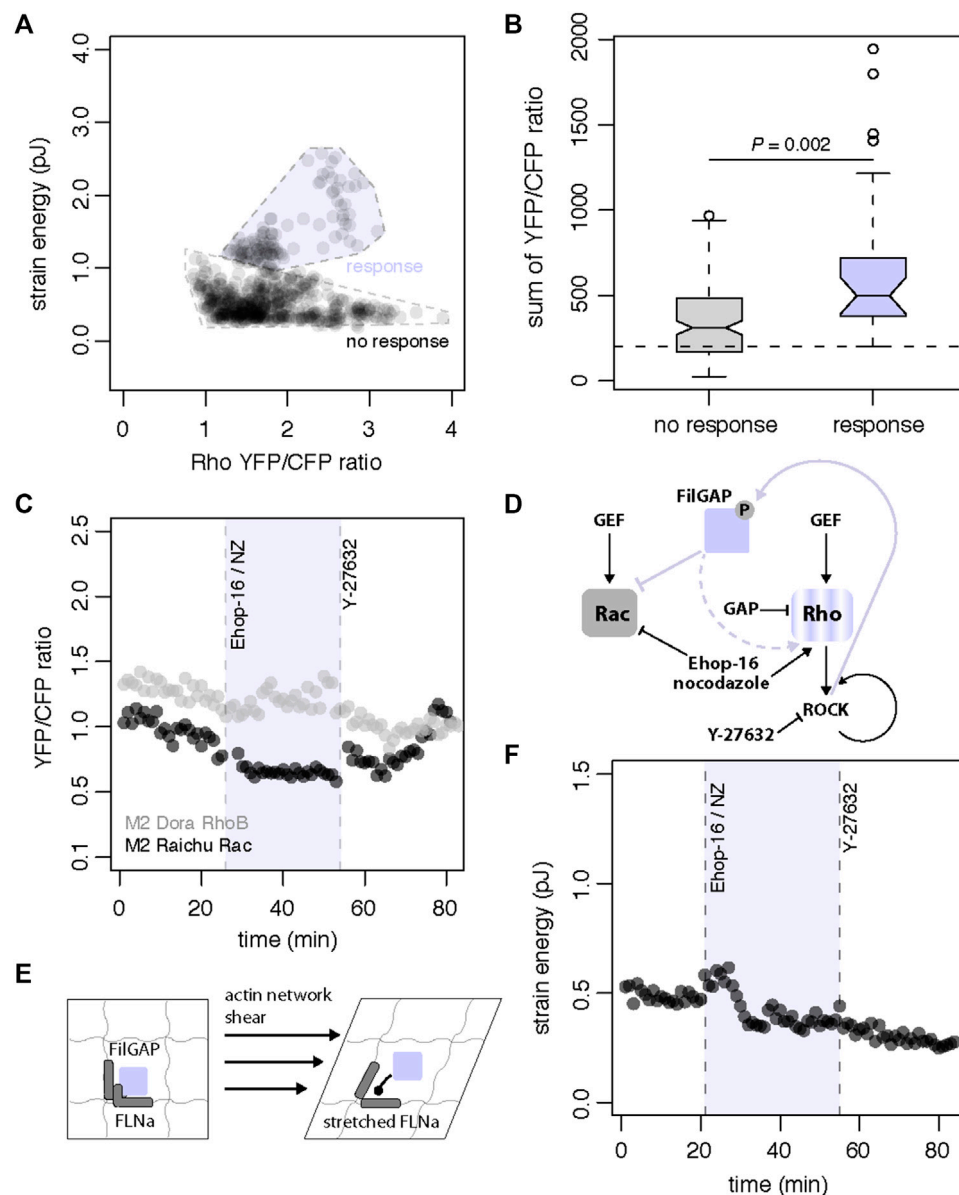 A
strain energy (pJ)
4.0
3.0
2.0
1.0
0.0
response
no response
0 1 2 3 4
Rho YFP/CFP ratio
B
sum of YFP/CFP ratio
2000
1500
1000
500
0
P = 0.002
no response response
C
YFP/CFP ratio
2.5
2.0
1.5
1.0
0.5
0.1
Ehop-16 / NZ
Y-27632
M2 Dora RhoB
M2 Raichu Rac
0 20 40 60 80
time (min)
D
FilGAP
P
GEF
GEF
Rac
GAP
Rho
Ehop-16
nocodazole
ROCK
Y-27632
E
FilGAP
FLNa
actin network
shear
stretched FLNa
F
strain energy (pJ)
1.5
1.0
0.5
0.0
Ehop-16 / NZ
Y-27632
0 20 40 60 80
time (min)